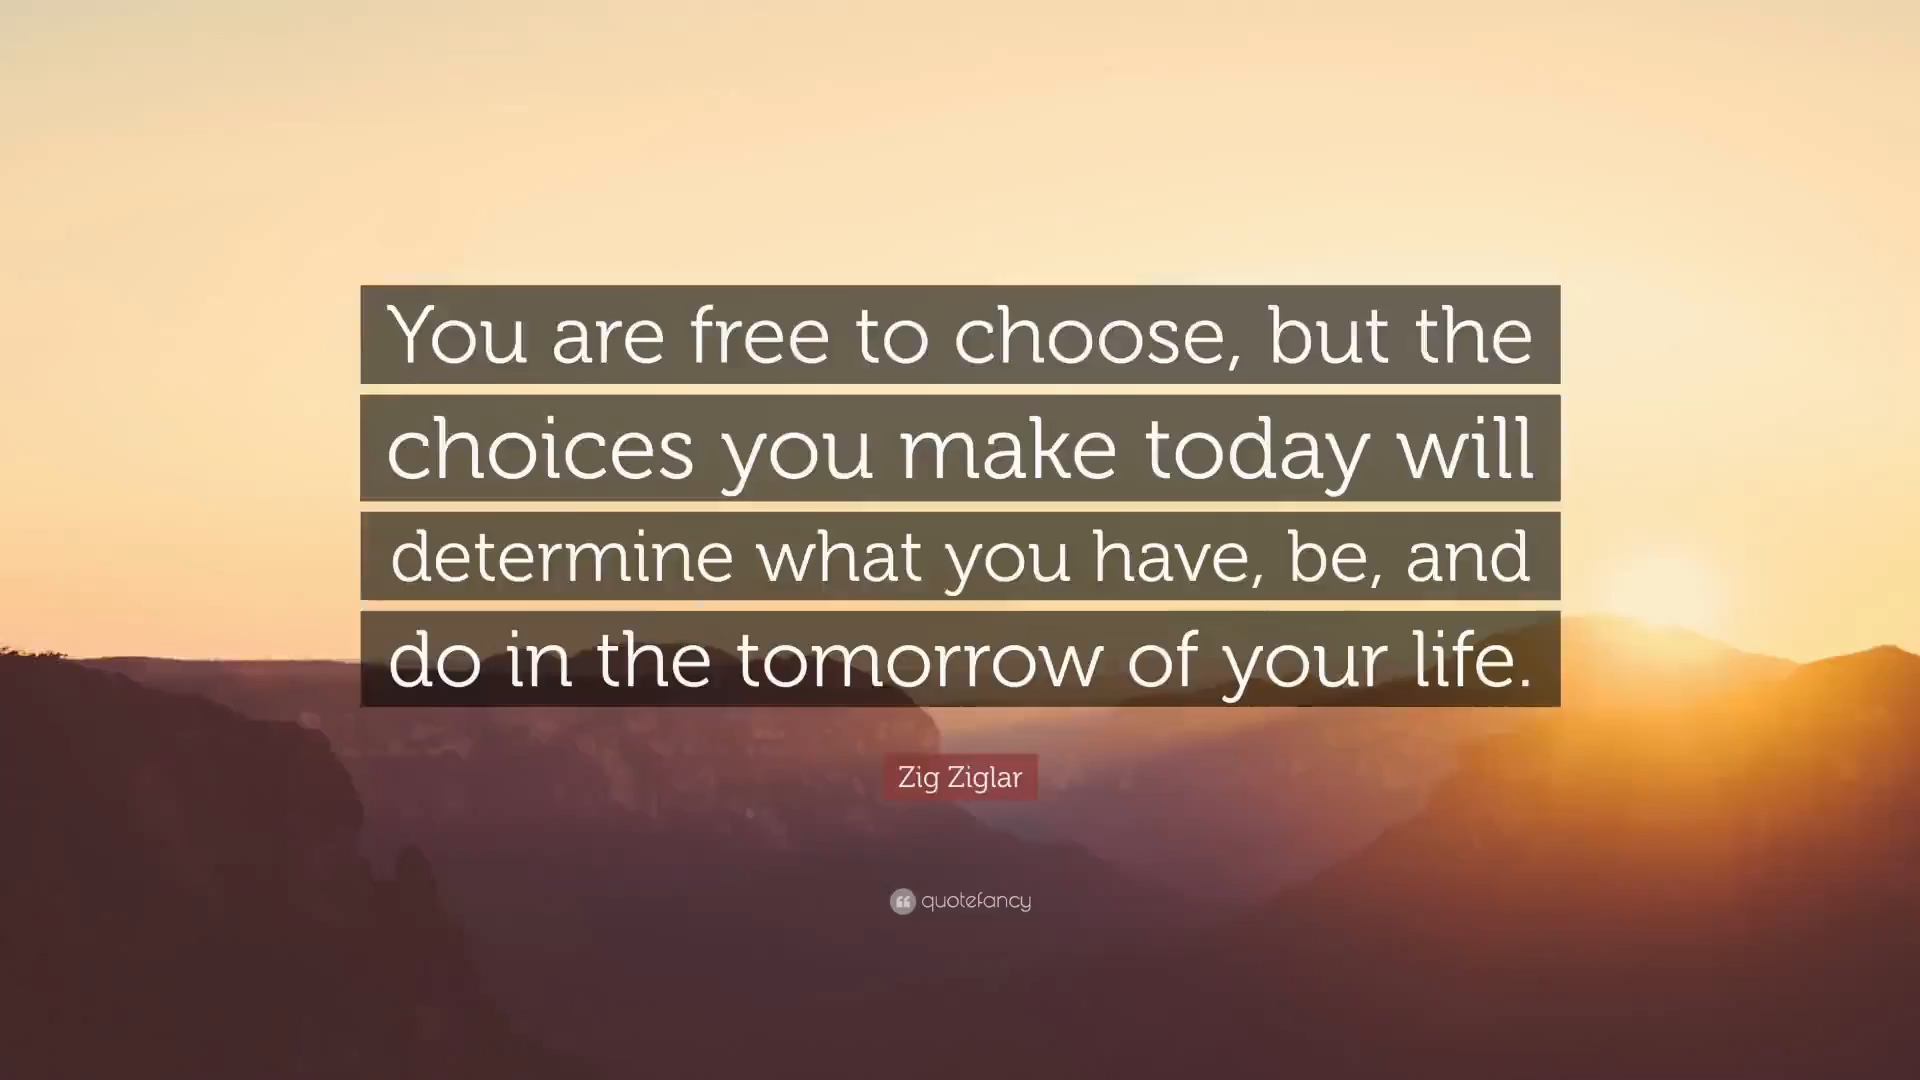 You are free to choose, but the
choices you make today will
determine what you have, be, and
do in the tomorrow of your life.
Zig Ziglar
quotefancy